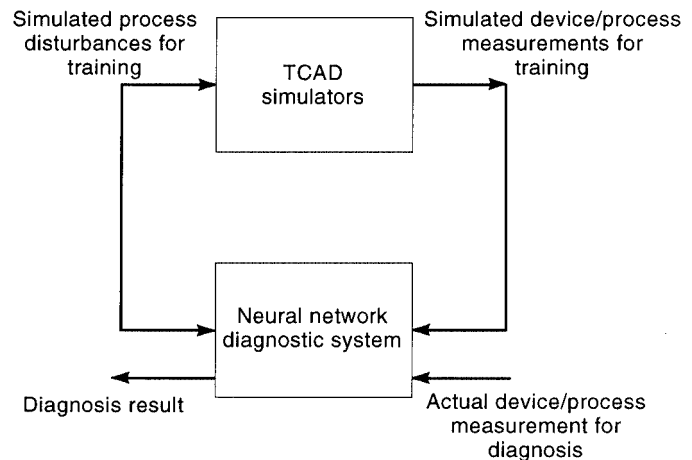 Simulated process
disturbances for
training
TCAD
simulators
Simulated device/process
measurements for
training
Neural network
diagnostic system
Diagnosis result
Actual device/process
measurement for
diagnosis